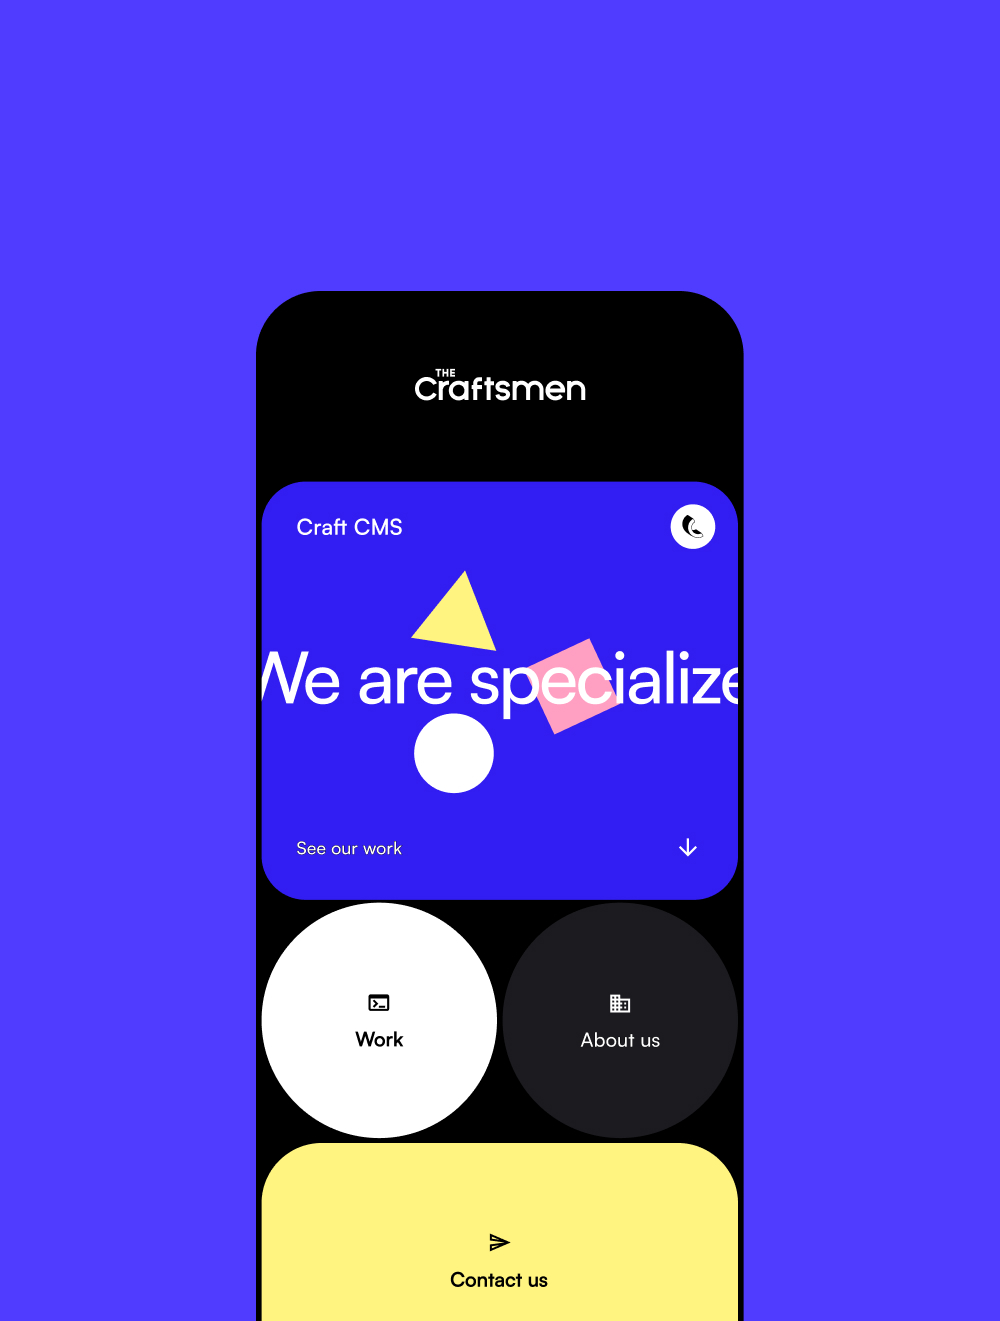 THE
Craftsmen
Craft CMS
We are specialize
See our work
Work
About us
Contact us